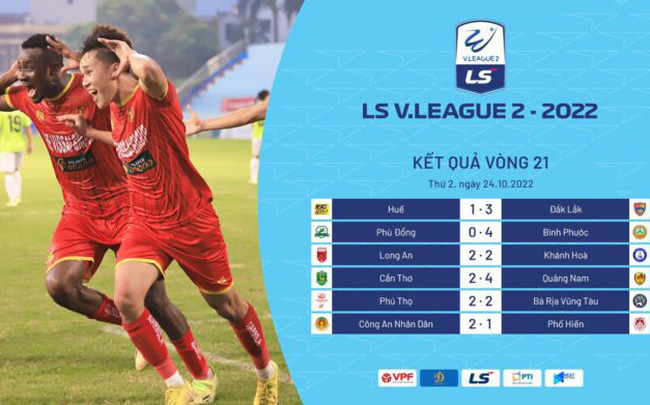 V.LEAGUE 2
LS
LS V.LEAGUE 2 - 2022
KẾT QUẢ VÒNG 21
Thứ 2, ngày 24.10.2022
Huế 1 - 3 Đắk Lắk
Phù Đổng 0 - 4 Bình Phước
Long An 2 - 2 Khánh Hoà
Cần Thơ 2 - 4 Quảng Nam
Phú Thọ 2 - 2 Bà Rịa Vũng Tàu
Công An Nhân Dân 2 - 1 Phố Hiến
VPF LS PTI NEXT